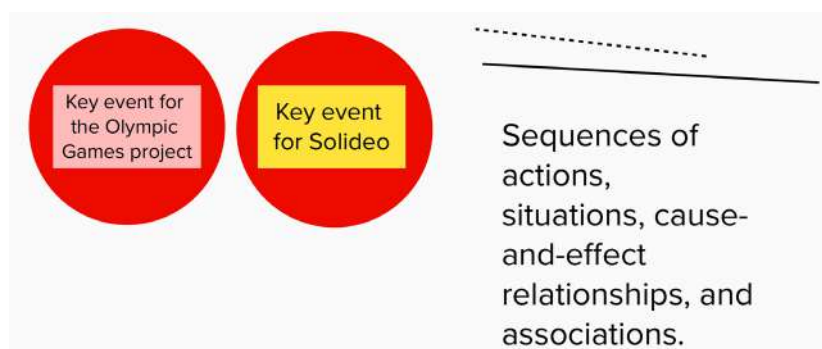 Key event for
the Olympic
Games project
Key event
for Solideo
Sequences of
actions,
situations, cause-
and-effect
relationships, and
associations.